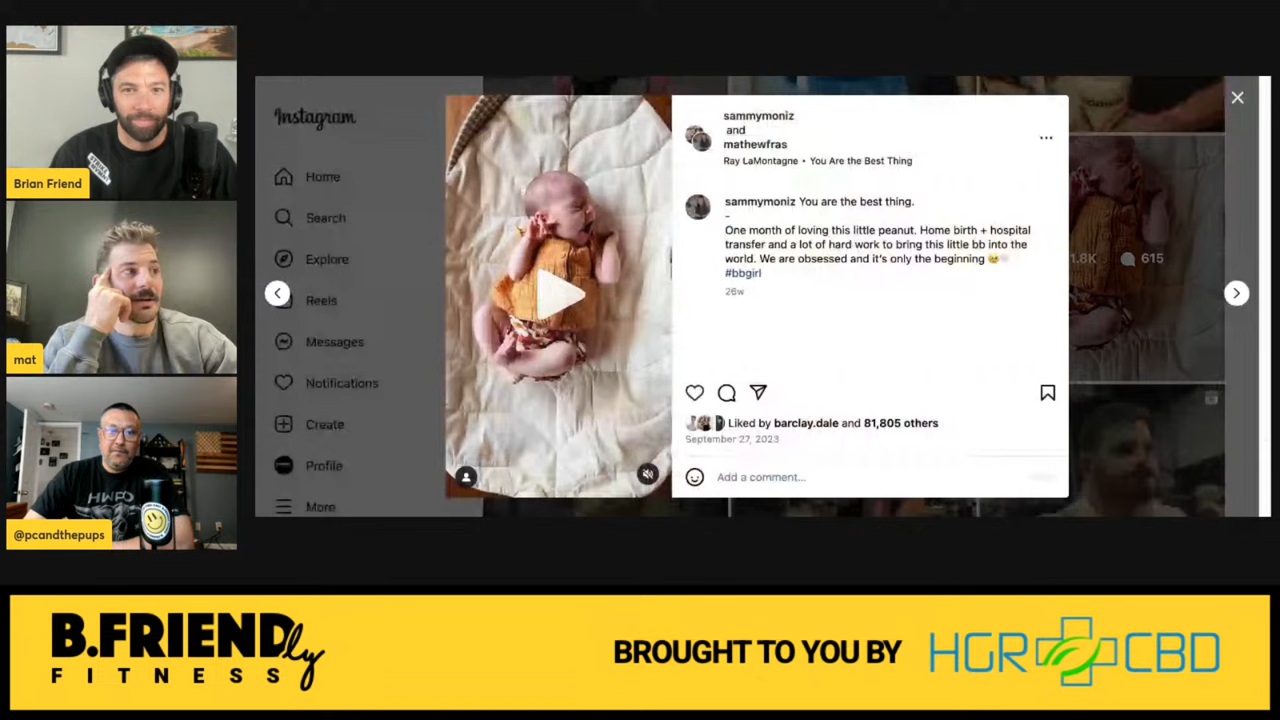 Brian Friend
mat
HWPO
@pcandthepups
Instagram
Home
Search
Explore
Reels
Messages
Notifications
Create
Profile
More
sammymoniz
and
mathewfras
Ray LaMontagne • You Are the Best Thing
...
sammymoniz You are the best thing.
-
One month of loving this little peanut. Home birth + hospital
transfer and a lot of hard work to bring this little bb into the
world. We are obsessed and it's only the beginning 🥹🤍
#bbgirl
26w
Liked by barclay.dale and 81,805 others
September 27, 2023
Add a comment...
1.8K 615
B.FRIENDly
FITNESS
BROUGHT TO YOU BY
HGR CBD